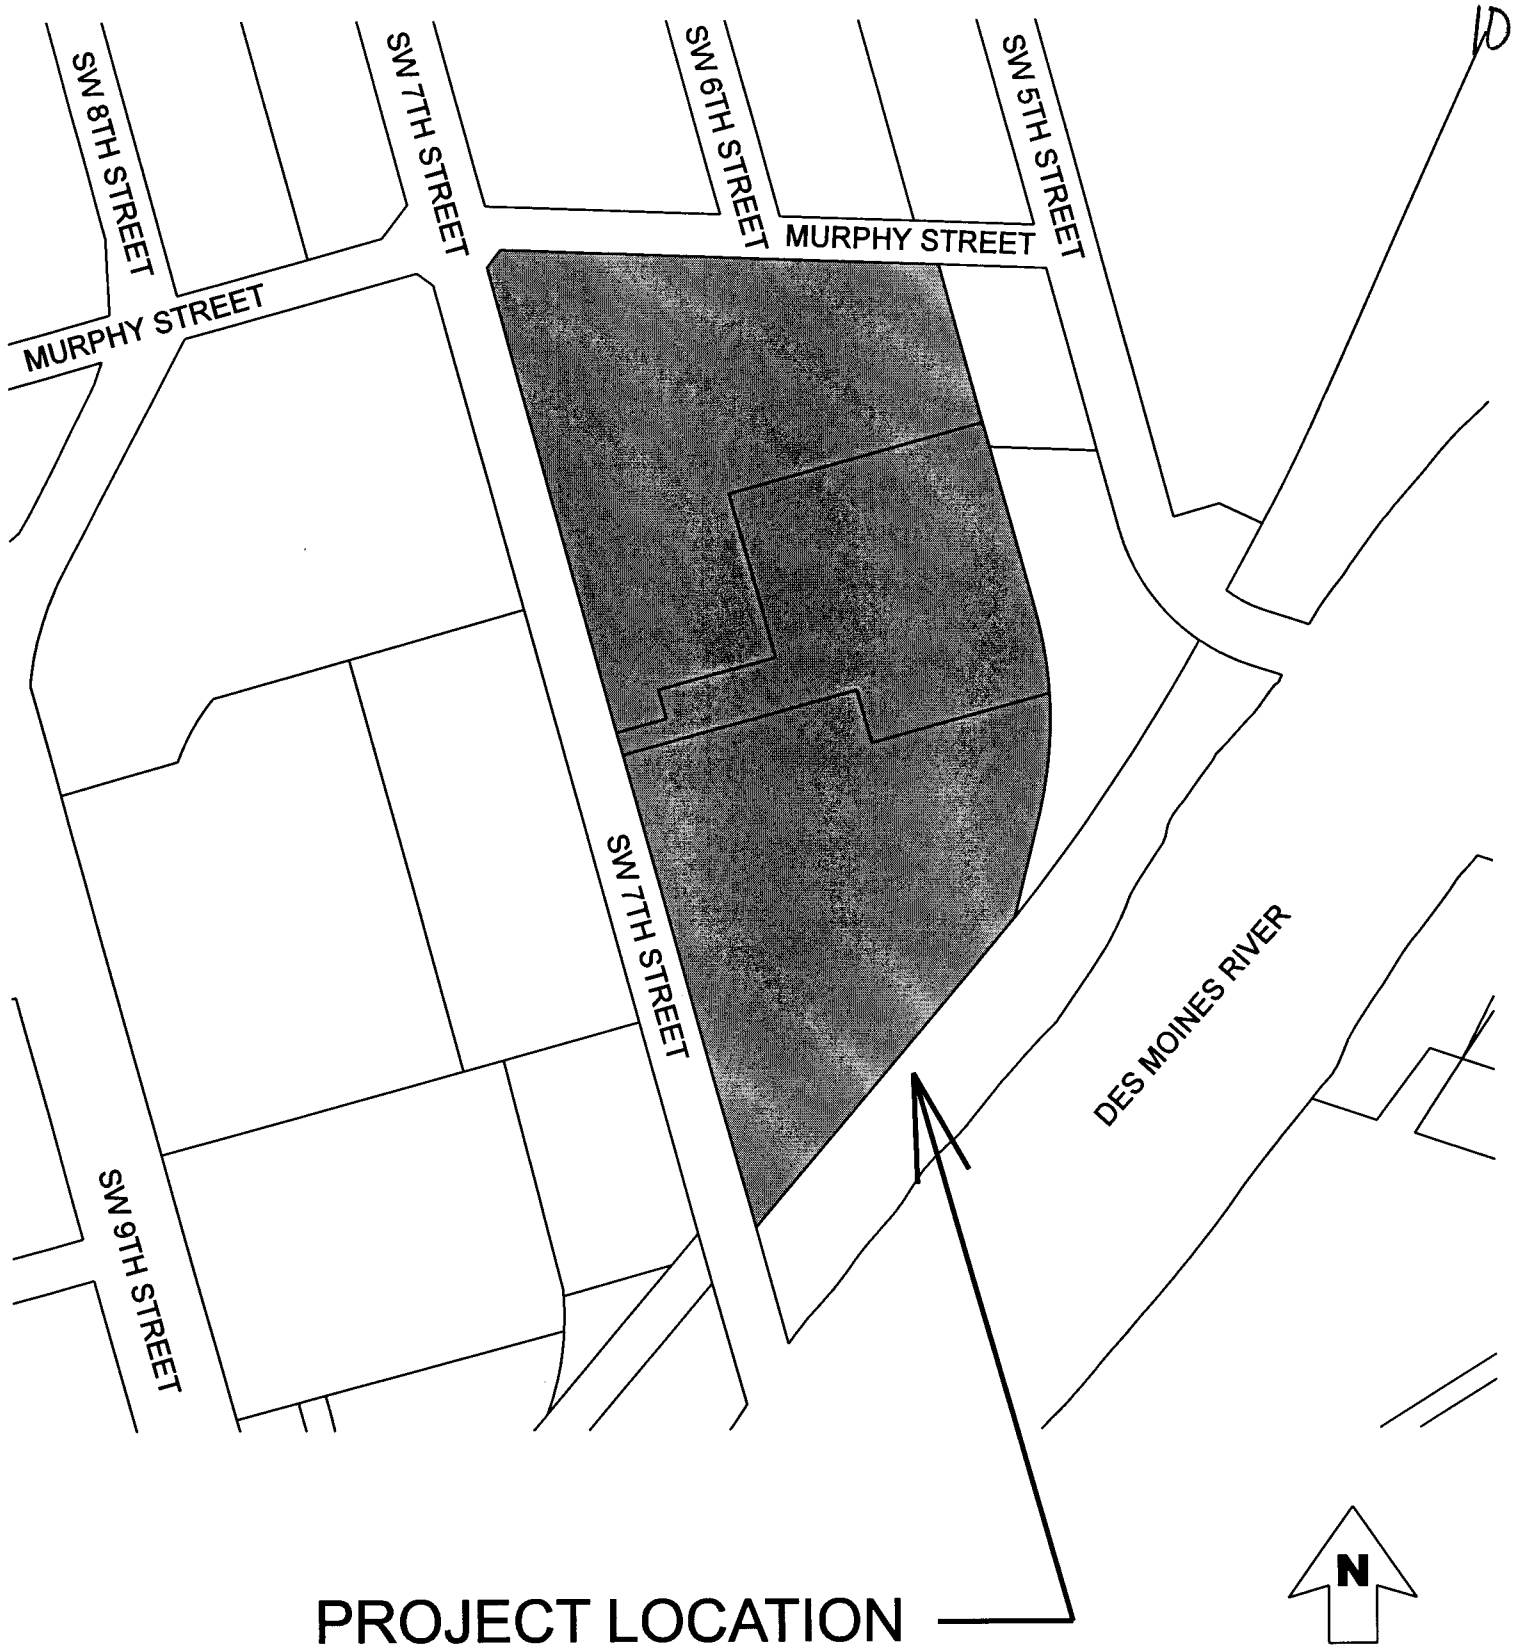 10
SW 8TH STREET
SW 7TH STREET
SW 6TH STREET
SW 5TH STREET
MURPHY STREET
MURPHY STREET
SW 7TH STREET
DES MOINES RIVER
SW 9TH STREET
N
PROJECT LOCATION